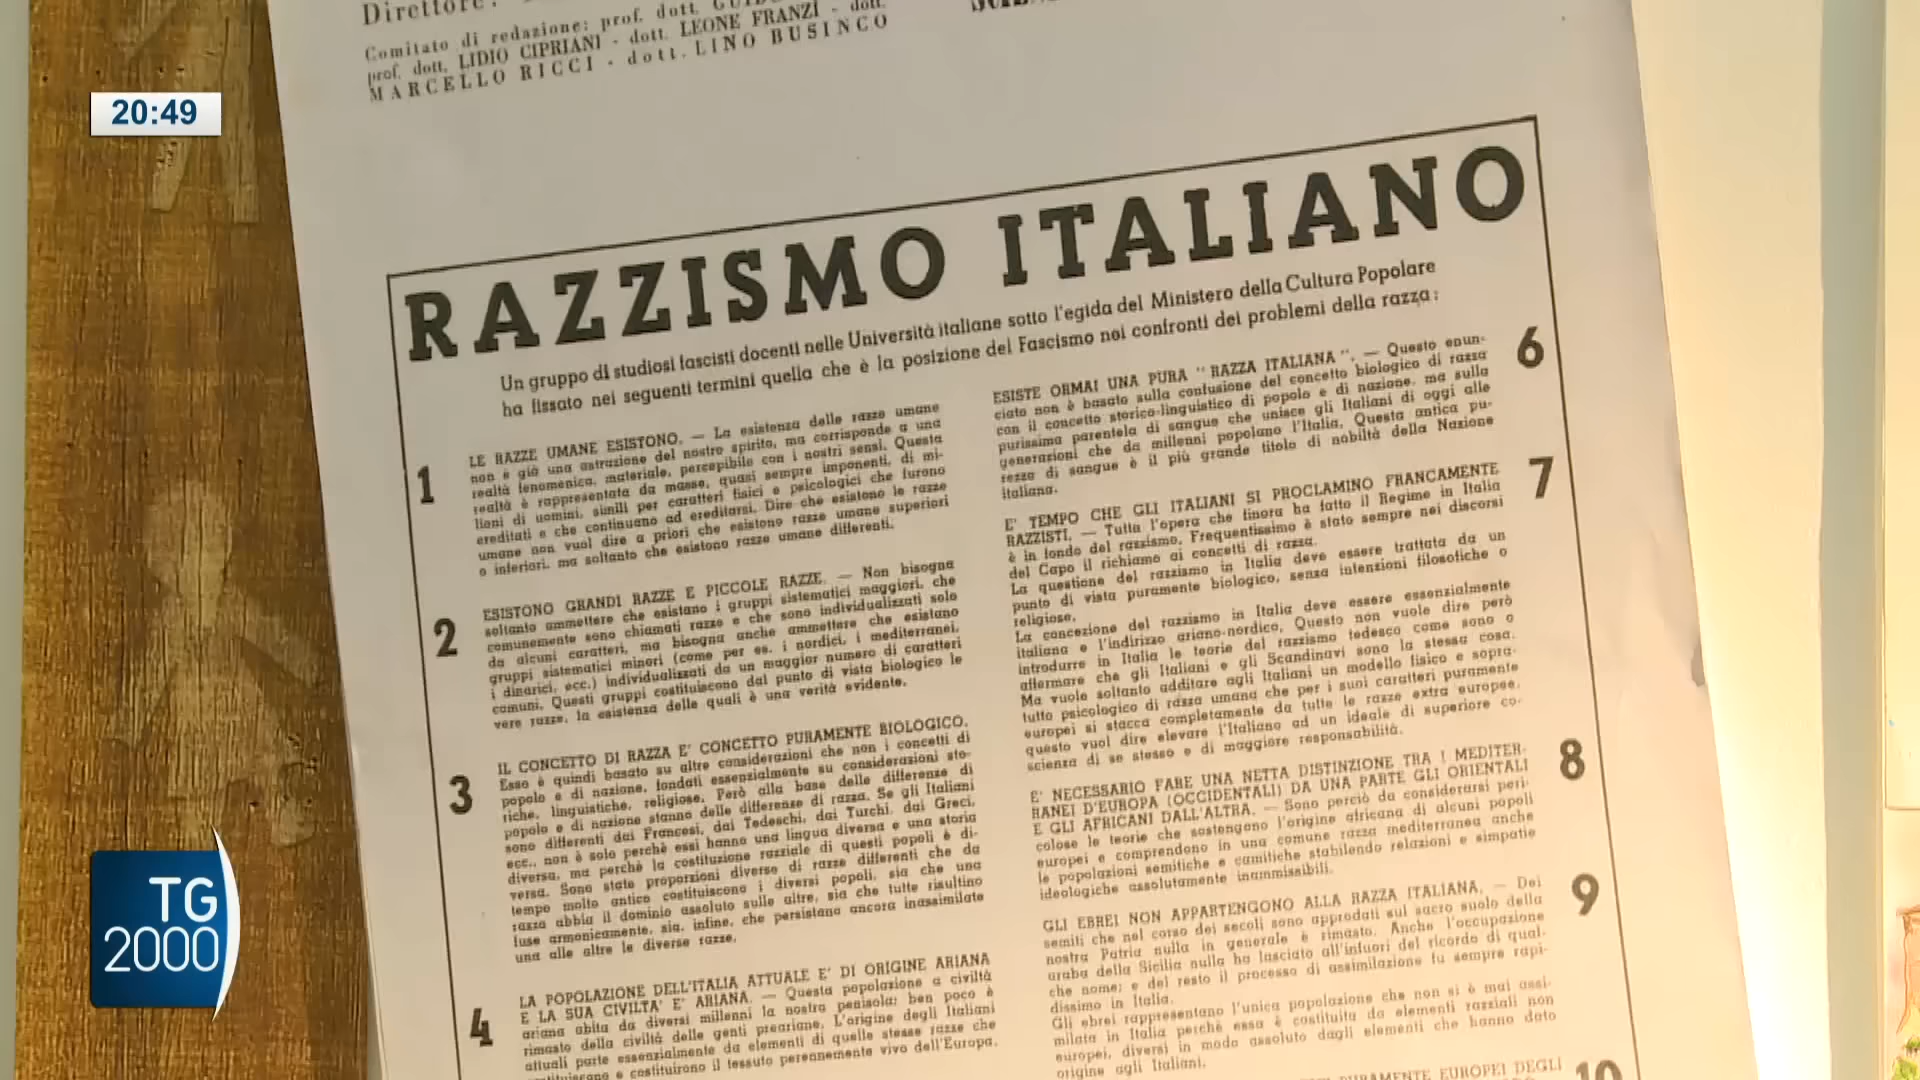 Direttore:
Comitato di redazione: prof. dott.
prof. dott. LIDIO CIPRIANI - dott. LEONE FRANZI - dott.
MARCELLO RICCI - dott. LINO BUSINCO
20:49
RAZZISMO ITALIANO
Un gruppo di studiosi fascisti docenti nelle Università italiane sotto l'egida del Ministero della Cultura Popolare
ha fissato nei seguenti termini quella che è la posizione del Fascismo nei confronti dei problemi della razza:
1
LE RAZZE UMANE ESISTONO. — La esistenza delle razze umane
non è già una astrazione del nostro spirito, ma corrisponde a una
realtà fenomenica, materiale, percepibile con i nostri sensi. Questa
realtà è rappresentata da masse, quasi sempre imponenti, di mi-
lioni di uomini, simili per caratteri fisici e psicologici che furono
ereditati e che continuano ad ereditarsi. Dire che esistono le razze
umane non vuol dire a priori che esistono razze umane superiori
o inferiori, ma soltanto che esistono razze umane differenti.
2
ESISTONO GRANDI RAZZE E PICCOLE RAZZE. — Non bisogna
soltanto ammettere che esistano i gruppi sistematici maggiori, che
comunemente sono chiamati razze e che sono individualizzati solo
da alcuni caratteri, ma bisogna anche ammettere che esistano
gruppi sistematici minori (come per es. i nordici, i mediterranei,
i dinarici, ecc.) individualizzati da un maggior numero di caratteri
comuni. Questi gruppi costituiscono dal punto di vista biologico le
vere razze, la esistenza delle quali è una verità evidente.
3
IL CONCETTO DI RAZZA E' CONCETTO PURAMENTE BIOLOGICO.
Esso è quindi basato su altre considerazioni che non i concetti di
popolo e di nazione, fondati essenzialmente su considerazioni sto-
riche, linguistiche, religiose. Però alla base delle differenze di
popolo e di nazione stanno delle differenze di razza. Se gli Italiani
sono differenti dai Francesi, dai Tedeschi, dai Turchi, dai Greci,
ecc., non è solo perchè essi hanno una lingua diversa e una storia
diversa, ma perchè la costituzione razziale di questi popoli è di-
versa. Sono state proporzioni diverse di razze differenti che da
tempo molto antico costituiscono i diversi popoli, sia che una
razza abbia il dominio assoluto sulle altre, sia che tutte risultino
fuse armonicamente, sia, infine, che persistano ancora inassimilate
una alle altre le diverse razze.
4
LA POPOLAZIONE DELL'ITALIA ATTUALE E' DI ORIGINE ARIANA
E LA SUA CIVILTA' E' ARIANA. — Questa popolazione a civiltà
ariana abita da diversi millenni la nostra penisola; ben poco è
rimasto della civiltà delle genti preariane. L'origine degli Italiani
attuali parte essenzialmente da elementi di quelle stesse razze che
costituiscono e costituirono il tessuto perennemente vivo dell'Europa.
6
ESISTE ORMAI UNA PURA " RAZZA ITALIANA ". — Questo enun-
ciato non è basato sulla confusione del concetto biologico di razza
con il concetto storico-linguistico di popolo e di nazione, ma sulla
purissima parentela di sangue che unisce gli Italiani di oggi alle
generazioni che da millenni popolano l'Italia. Questa antica pu-
rezza di sangue è il più grande titolo di nobiltà della Nazione
italiana.
7
E' TEMPO CHE GLI ITALIANI SI PROCLAMINO FRANCAMENTE
RAZZISTI. — Tutta l'opera che finora ha fatto il Regime in Italia
è in fondo del razzismo. Frequentissimo è stato sempre nei discorsi
del Capo il richiamo ai concetti di razza.
La questione del razzismo in Italia deve essere trattata da un
punto di vista puramente biologico, senza intenzioni filosofiche o
religiose.
La concezione del razzismo in Italia deve essere essenzialmente
italiana e l'indirizzo ariano-nordico. Questo non vuole dire però
introdurre in Italia le teorie del razzismo tedesco come sono o
affermare che gli Italiani e gli Scandinavi sono la stessa cosa.
Ma vuole soltanto additare agli Italiani un modello fisico e sopra-
tutto psicologico di razza umana che per i suoi caratteri puramente
europei si stacca completamente da tutte le razze extra europee,
questo vuol dire elevare l'Italiano ad un ideale di superiore co-
scienza di se stesso e di maggiore responsabilità.
8
E' NECESSARIO FARE UNA NETTA DISTINZIONE TRA I MEDITER-
RANEI D'EUROPA (OCCIDENTALI) DA UNA PARTE GLI ORIENTALI
E GLI AFRICANI DALL'ALTRA. — Sono perciò da considerarsi peri-
colose le teorie che sostengono l'origine africana di alcuni popoli
europei e comprendono in una comune razza mediterranea anche
le popolazioni semitiche e camitiche stabilendo relazioni e simpatie
ideologiche assolutamente inammissibili.
9
GLI EBREI NON APPARTENGONO ALLA RAZZA ITALIANA. — Dei
semiti che nel corso dei secoli sono approdati sul sacro suolo della
nostra Patria nulla in generale è rimasto. Anche l'occupazione
araba della Sicilia nulla ha lasciato all'infuori del ricordo di qual-
che nome; e del resto il processo di assimilazione fu sempre rapi-
dissimo in Italia.
Gli ebrei rappresentano l'unica popolazione che non si è mai assi-
milata in Italia perchè essa è costituita da elementi razziali non
europei, diversi in modo assoluto dagli elementi che hanno dato
origine agli Italiani.
10
PURAMENTE EUROPEI DEGLI
TG
2000